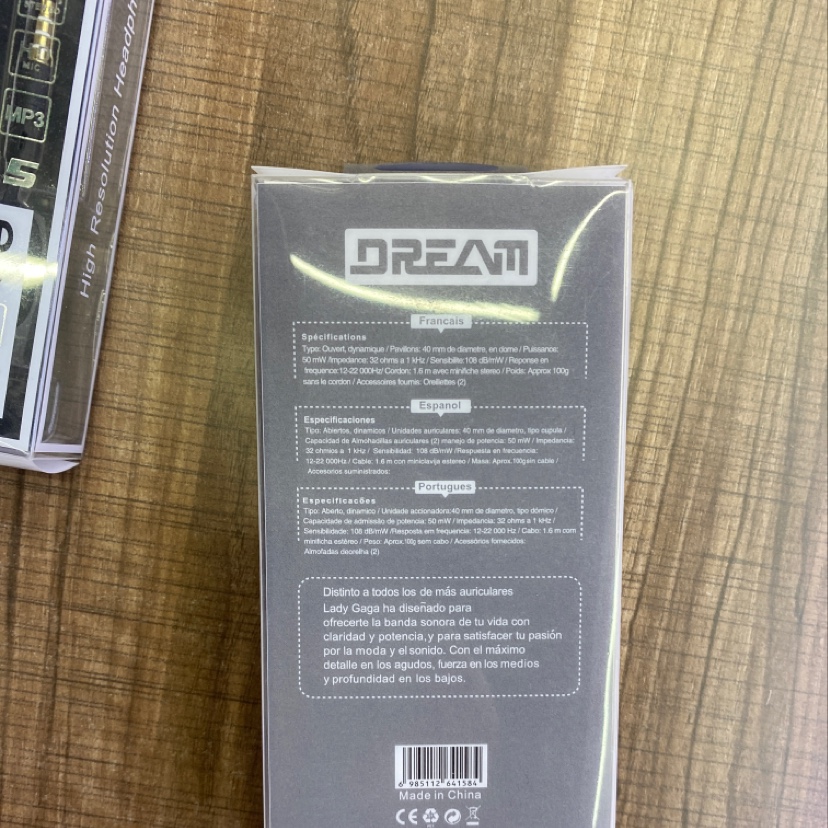 MIC
MP3
5
High Resolution Headph
DREAM
Francais
Spécifications
Type: Ouvert, dynamique / Pavillons: 40 mm de diametre, en dome / Puissance:
50 mW /Impedance: 32 ohms a 1 kHz / Sensibilite: 108 dB/mW / Reponse en
frequence:12-22 000Hz/ Cordon: 1.6 m avec minifiche stereo / Poids: Approx 100g
sans le cordon / Accessoires fournis: Oreillettes (2)
Espanol
Especificaciones
Tipo: Abiertos, dinamicos / Unidades auriculares: 40 mm de diametro, tipo cupula /
Capacidad de Almohadillas auriculares (2) manejo de potencia: 50 mW / Impedancia:
32 ohmios a 1 kHz / Sensibilidad: 108 dB/mW /Respuesta en frecuencia:
12-22 000Hz / Cable: 1.6 m con miniclavija estereo / Masa: Aprox.100gsin cable /
Accesorios suministrados:
Portugues
Especificacões
Tipo: Aberto, dinamico / Unidade accionadora:40 mm de diametro, tipo dómico /
Capacidade de admissão de potencia: 50 mW / Impedancia: 32 ohms a 1 kHz /
Sensibilidade: 108 dB/mW /Resposta em frequencia: 12-22 000 Hz / Cabo: 1.6 m com
minificha estéreo / Peso: Aprox.100g sem cabo / Acessórios fornecidos:
Almofadas deorelha (2)
Distinto a todos los de más auriculares
Lady Gaga ha diseñado para
ofrecerte la banda sonora de tu vida con
claridad y potencia,y para satisfacer tu pasión
por la moda y el sonido. Con el máximo
detalle en los agudos, fuerza en los medios
y profundidad en los bajos.
6 985112 641584
Made in China
CE